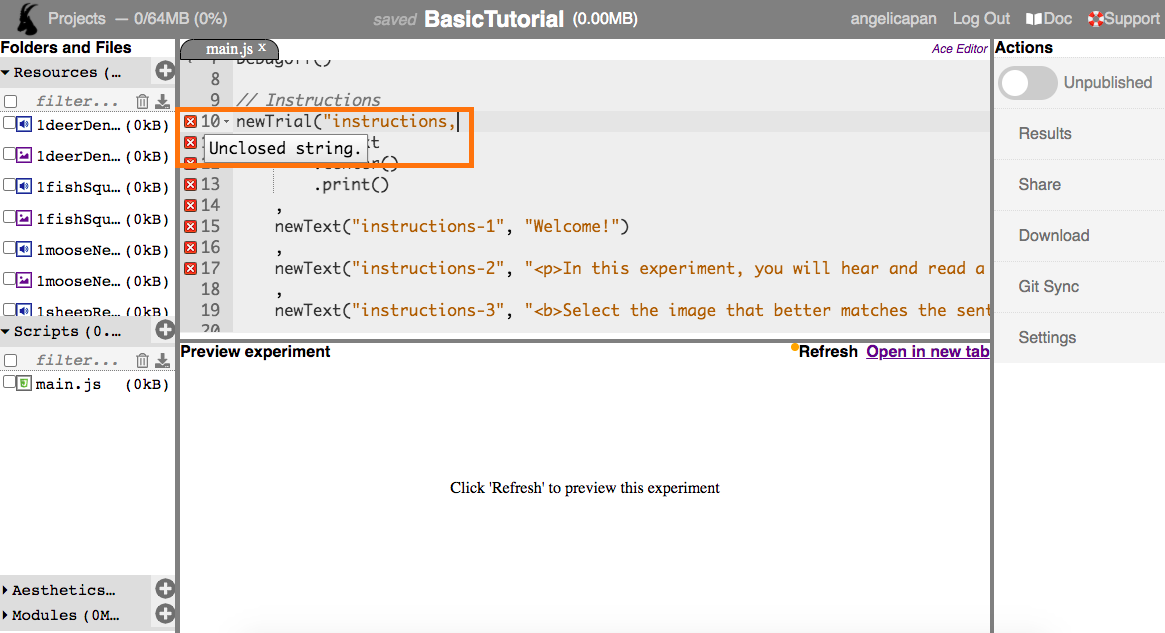 Projects — 0/64MB (0%)
saved BasicTutorial (0.00MB)
angelicapan Log Out Doc Support
Folders and Files
Resources (…
filter...
1deerDen… (0kB)
1deerDen… (0kB)
1fishSqu… (0kB)
1fishSqu… (0kB)
1mooseNe… (0kB)
1mooseNe… (0kB)
1sheepRe… (0kB)
Scripts (0.…
filter...
main.js (0kB)
Aesthetics…
Modules (0M…
main.js x
Ace Editor
7 DebugOff()
8
9 // Instructions
10 newTrial("instructions,
Unclosed string.
12 .center()
13 .print()
14 ,
15 newText("instructions-1", "Welcome!")
16 ,
17 newText("instructions-2", "<p>In this experiment, you will hear and read a
18 ,
19 newText("instructions-3", "<b>Select the image that better matches the sent
20
Preview experiment
Refresh Open in new tab
Click 'Refresh' to preview this experiment
Actions
Unpublished
Results
Share
Download
Git Sync
Settings